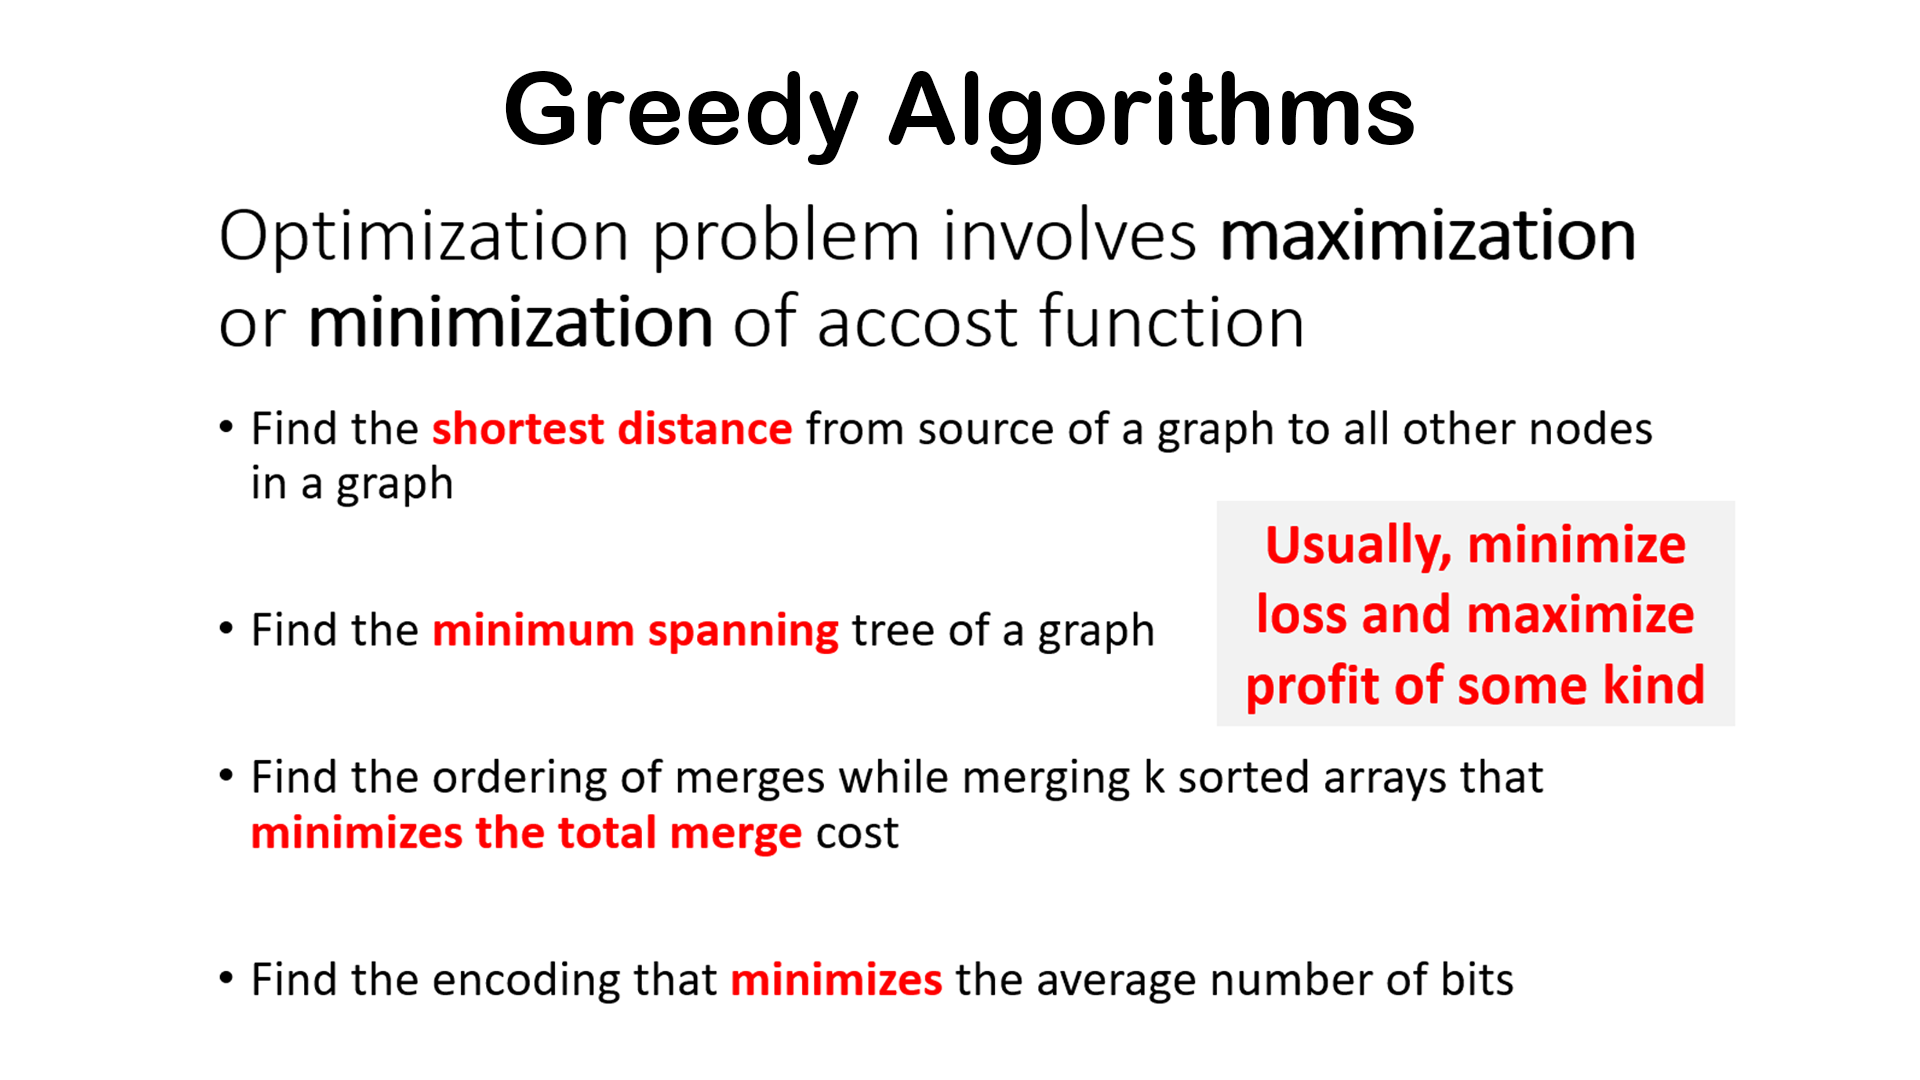 Greedy Algorithms
Optimization problem involves maximization
or minimization of accost function
• Find the shortest distance from source of a graph to all other nodes
in a graph
Usually, minimize
loss and maximize
profit of some kind
• Find the minimum spanning tree of a graph
• Find the ordering of merges while merging k sorted arrays that
minimizes the total merge cost
• Find the encoding that minimizes the average number of bits